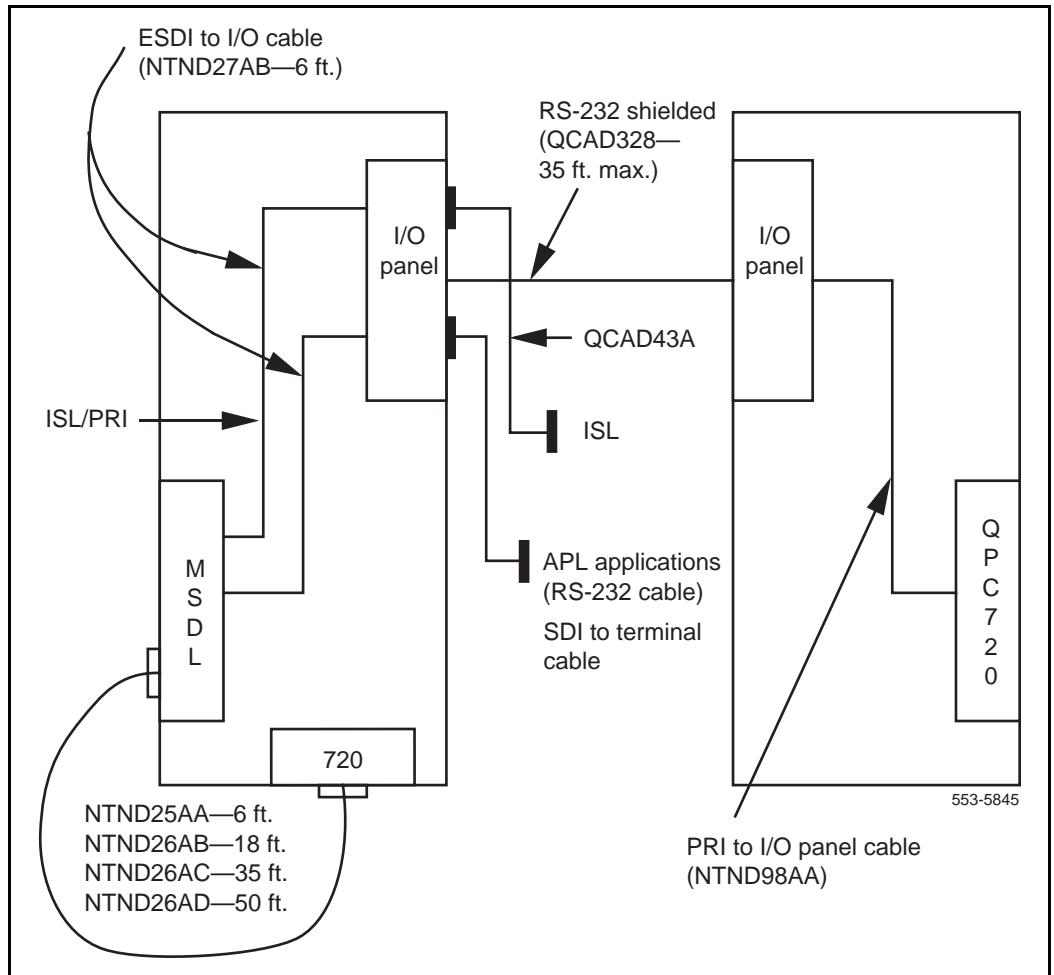 ESDI to I/O cable
(NTND27AB—6 ft.)
RS-232 shielded
(QCAD328—
35 ft. max.)
I/O
panel
I/O
panel
QCAD43A
ISL/PRI
ISL
M
S
D
L
APL applications
(RS-232 cable)
SDI to terminal
cable
Q
P
C
7
2
0
720
553-5845
NTND25AA—6 ft.
NTND26AB—18 ft.
NTND26AC—35 ft.
NTND26AD—50 ft.
PRI to I/O panel cable
(NTND98AA)